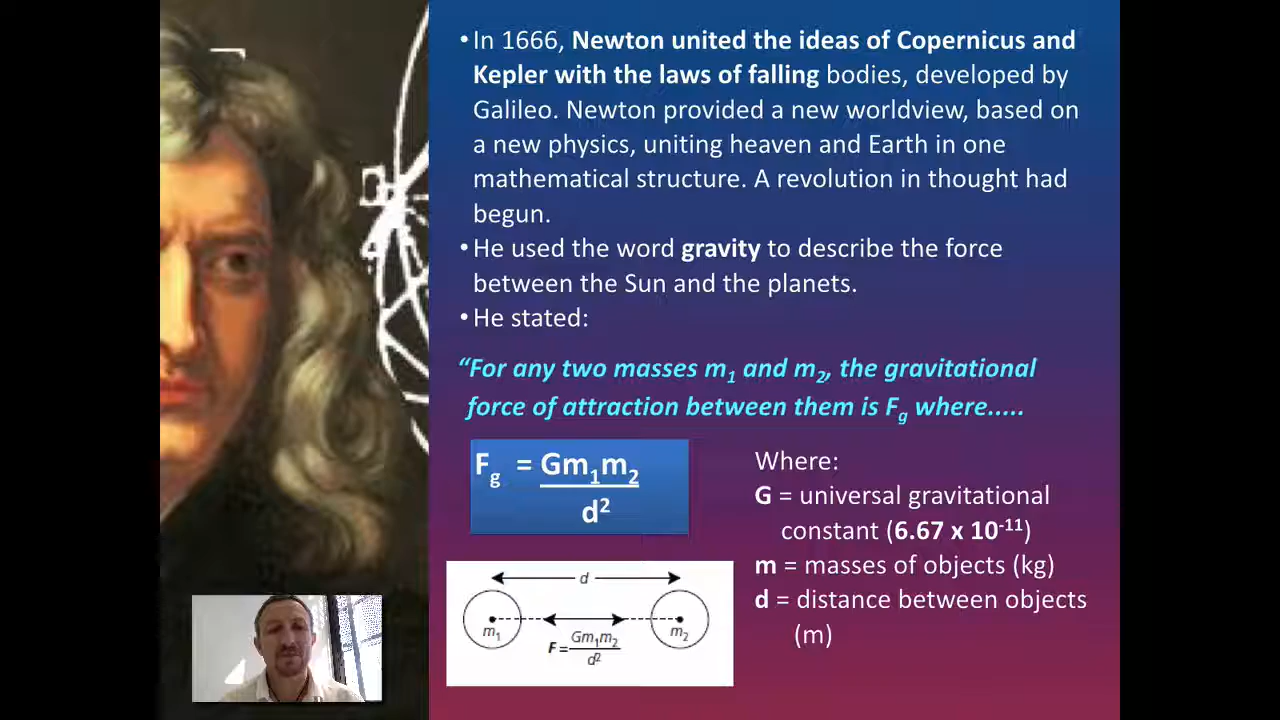 • In 1666, Newton united the ideas of Copernicus and
Kepler with the laws of falling bodies, developed by
Galileo. Newton provided a new worldview, based on
a new physics, uniting heaven and Earth in one
mathematical structure. A revolution in thought had
begun.
• He used the word gravity to describe the force
between the Sun and the planets.
• He stated:
“For any two masses m₁ and m₂, the gravitational
force of attraction between them is Fg where.....
Fg = Gm₁m₂
d²
Where:
G = universal gravitational
constant (6.67 x 10⁻¹¹)
m = masses of objects (kg)
d = distance between objects
(m)
d
m₁
m₂
F = Gm₁m₂
d²